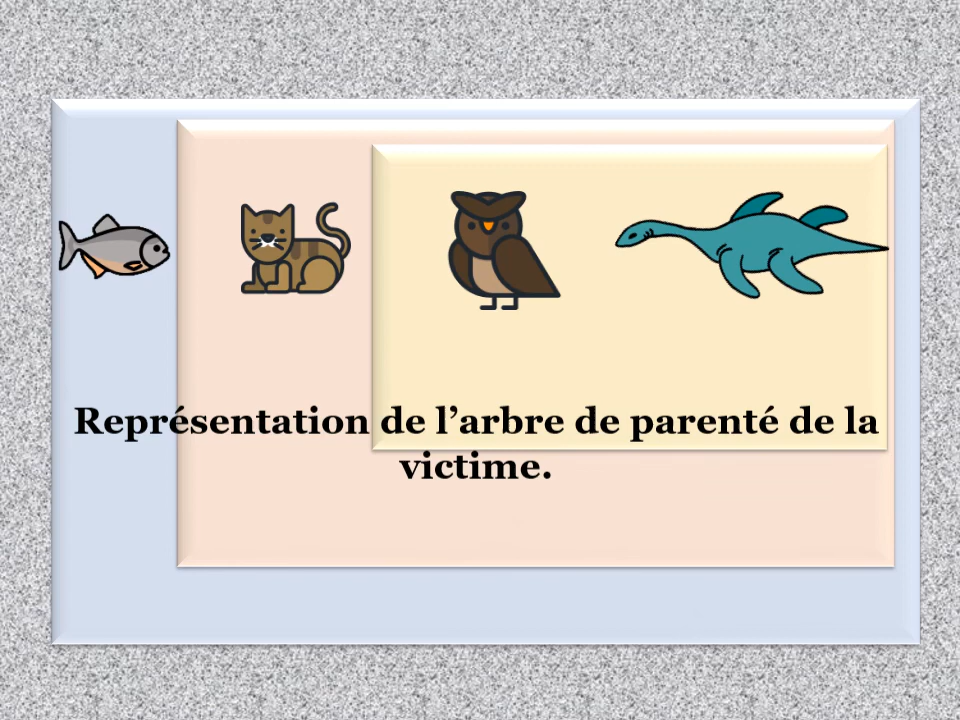 Représentation de l’arbre de parenté de la
victime.